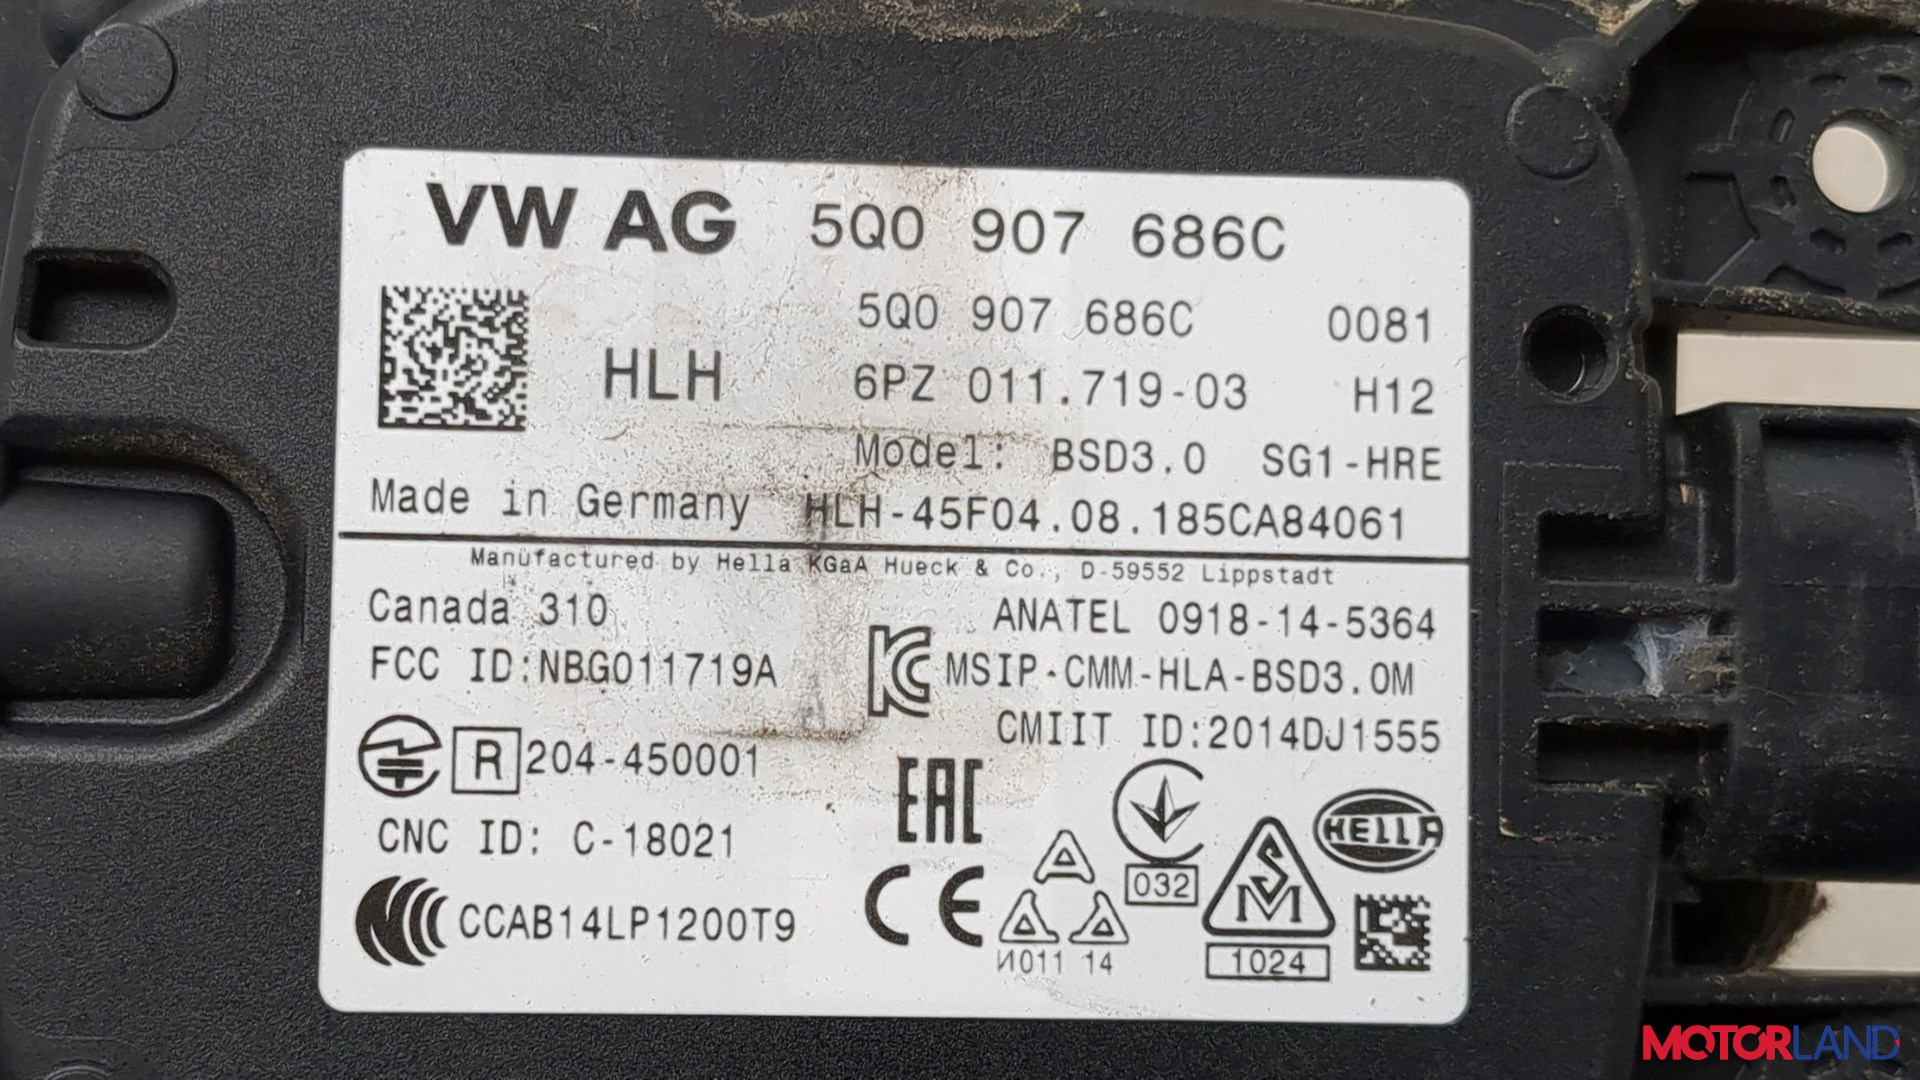 VW AG 5Q0 907 686C
5Q0 907 686C 0081
HLH 6PZ 011.719-03 H12
Model: BSD3.0 SG1-HRE
Made in Germany HLH-45F04.08.185CA84061
Manufactured by Hella KGaA Hueck & Co., D-59552 Lippstadt
Canada 310 ANATEL 0918-14-5364
FCC ID:NBG011719A MSIP-CMM-HLA-BSD3.0M
CMIIT ID:2014DJ1555
R 204-450001
EAC
CNC ID: C-18021
HELLA
032
CCAB14LP1200T9
CE
И011 14
SM
1024
MOTORLAND